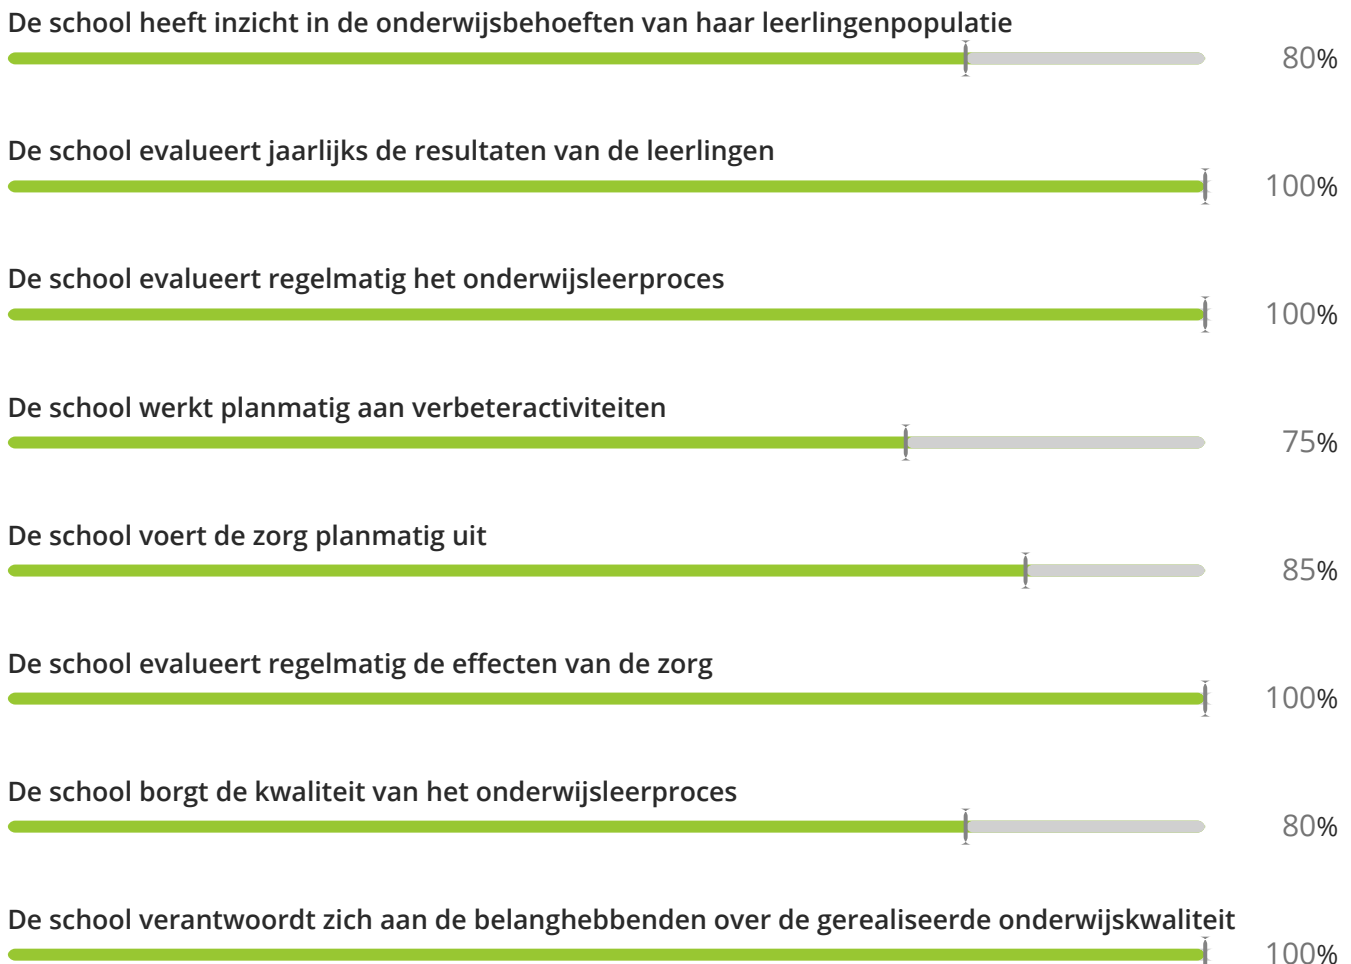 De school heeft inzicht in de onderwijsbehoeften van haar leerlingenpopulatie
80%
De school evalueert jaarlijks de resultaten van de leerlingen
100%
De school evalueert regelmatig het onderwijsleerproces
100%
De school werkt planmatig aan verbeteractiviteiten
75%
De school voert de zorg planmatig uit
85%
De school evalueert regelmatig de effecten van de zorg
100%
De school borgt de kwaliteit van het onderwijsleerproces
80%
De school verantwoordt zich aan de belanghebbenden over de gerealiseerde onderwijskwaliteit
100%